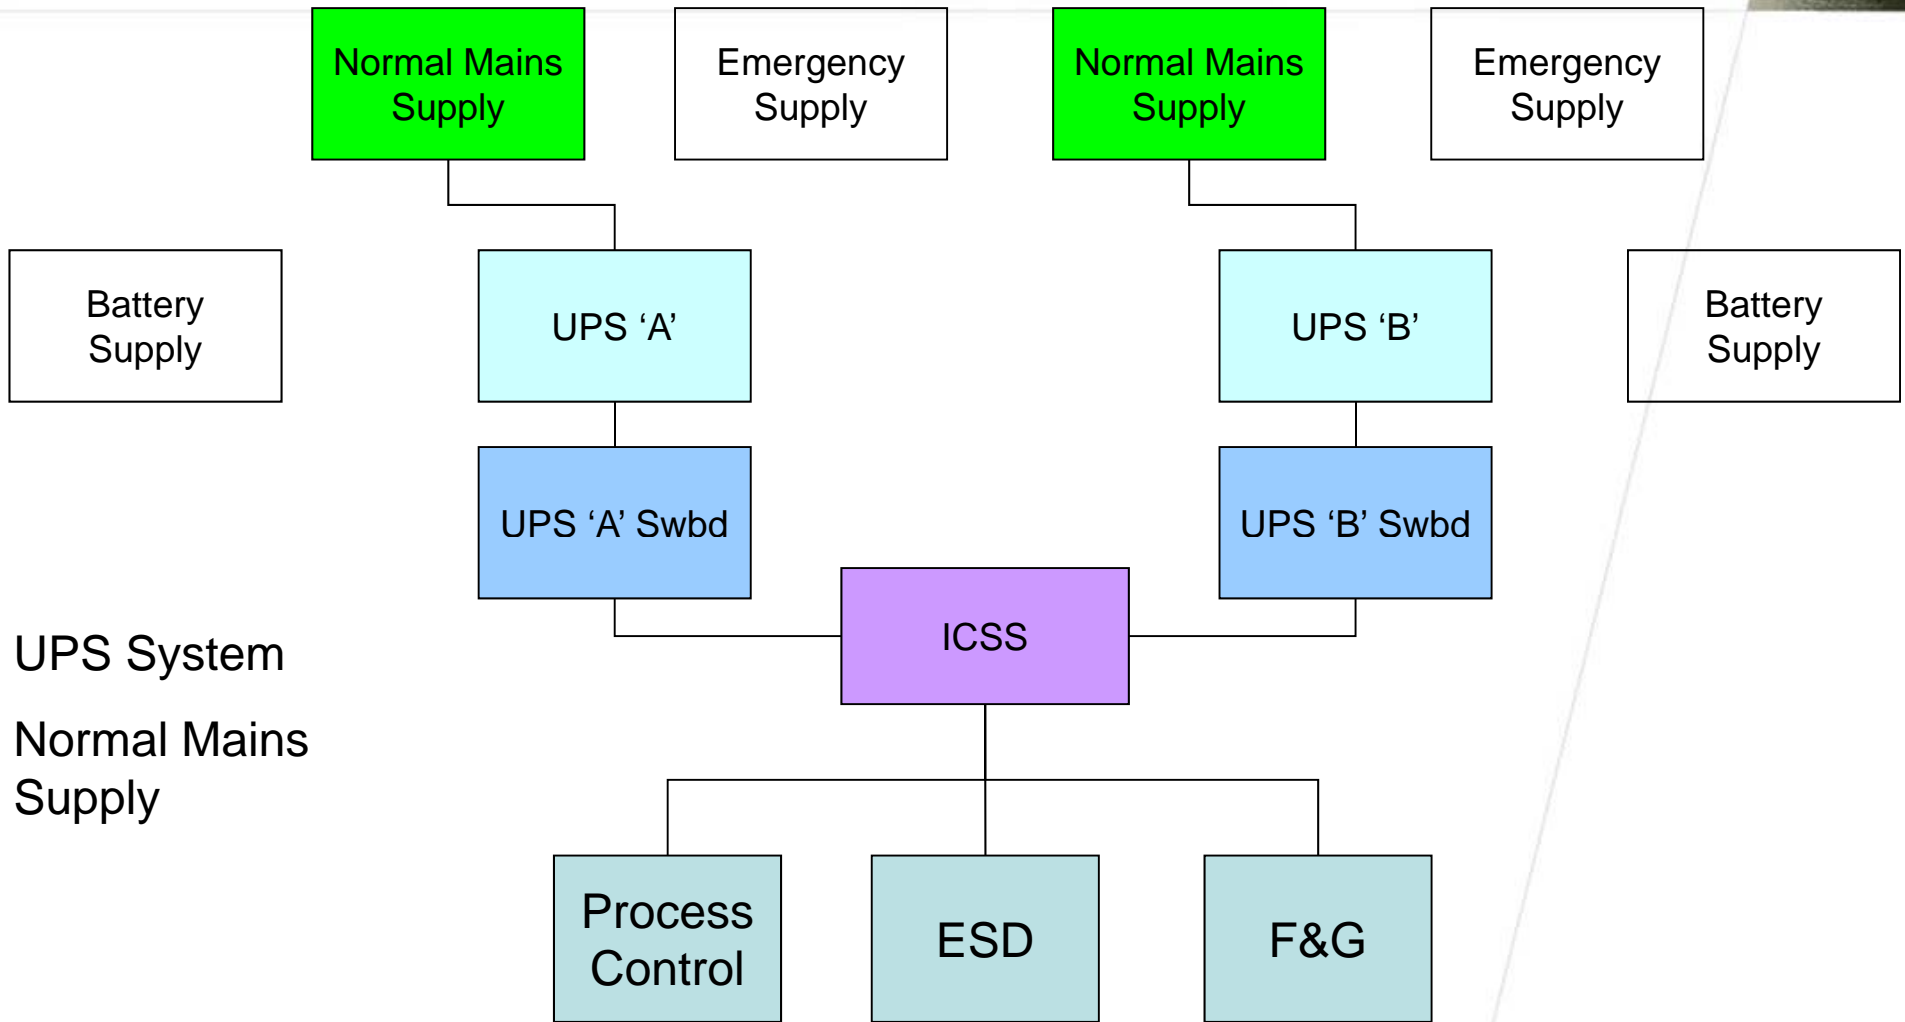 Normal Mains
Supply
Emergency
Supply
Normal Mains
Supply
Emergency
Supply
Battery
Supply
UPS ‘A’
UPS ‘B’
Battery
Supply
UPS ‘A’ Swbd
UPS ‘B’ Swbd
ICSS
UPS System
Normal Mains
Supply
Process
Control
ESD
F&G